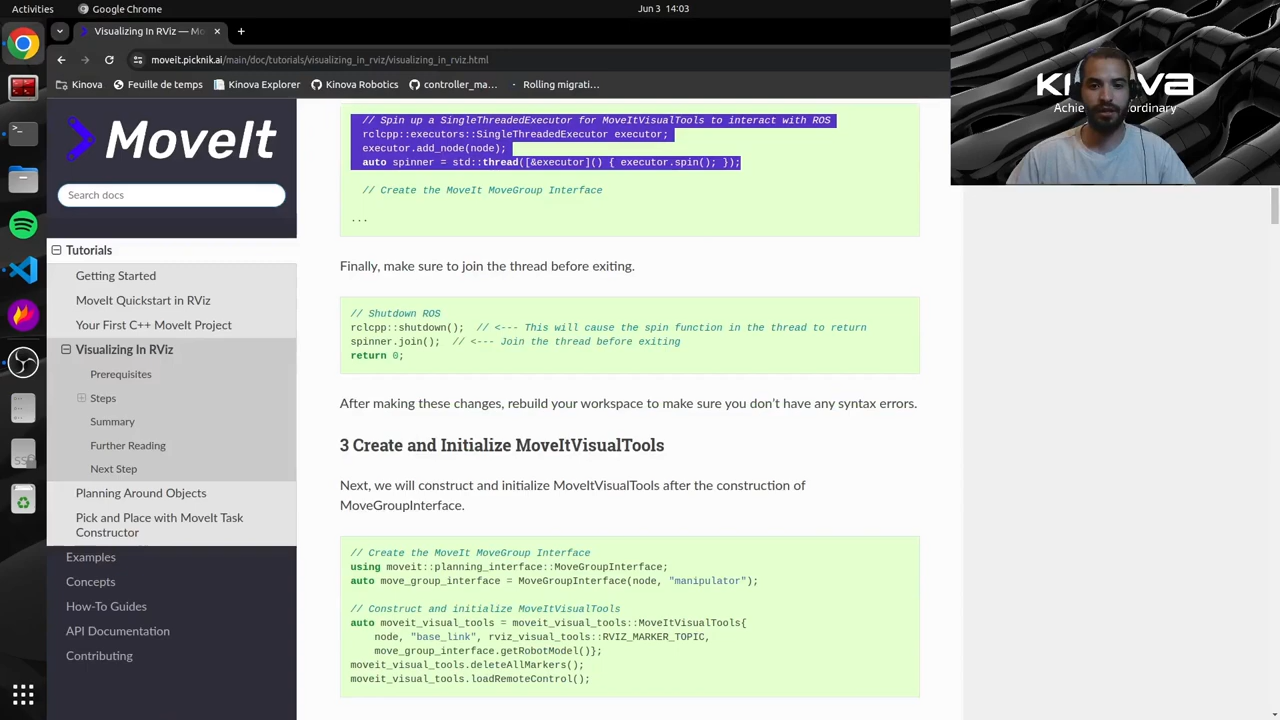 Activities
Google Chrome
Jun 3 14:03
Visualizing In RViz — Mo
moveit.picknik.ai/main/doc/tutorials/visualizing_in_rviz/visualizing_in_rviz.html
Kinova
Feuille de temps
Kinova Explorer
Kinova Robotics
controller_ma...
Rolling migrati...
MoveIt
Search docs
Tutorials
Getting Started
MoveIt Quickstart in RViz
Your First C++ MoveIt Project
Visualizing In RViz
Prerequisites
Steps
Summary
Further Reading
Next Step
Planning Around Objects
Pick and Place with MoveIt Task
Constructor
Examples
Concepts
How-To Guides
API Documentation
Contributing
// Spin up a SingleThreadedExecutor for MoveItVisualTools to interact with ROS
rclcpp::executors::SingleThreadedExecutor executor;
executor.add_node(node);
auto spinner = std::thread([&executor]() { executor.spin(); });
// Create the MoveIt MoveGroup Interface
...
Finally, make sure to join the thread before exiting.
// Shutdown ROS
rclcpp::shutdown();  // <--- This will cause the spin function in the thread to return
spinner.join();  // <--- Join the thread before exiting
return 0;
After making these changes, rebuild your workspace to make sure you don’t have any syntax errors.
3 Create and Initialize MoveItVisualTools
Next, we will construct and initialize MoveItVisualTools after the construction of
MoveGroupInterface.
// Create the MoveIt MoveGroup Interface
using moveit::planning_interface::MoveGroupInterface;
auto move_group_interface = MoveGroupInterface(node, "manipulator");
// Construct and initialize MoveItVisualTools
auto moveit_visual_tools = moveit_visual_tools::MoveItVisualTools{
node, "base_link", rviz_visual_tools::RVIZ_MARKER_TOPIC,
move_group_interface.getRobotModel()};
moveit_visual_tools.deleteAllMarkers();
moveit_visual_tools.loadRemoteControl();